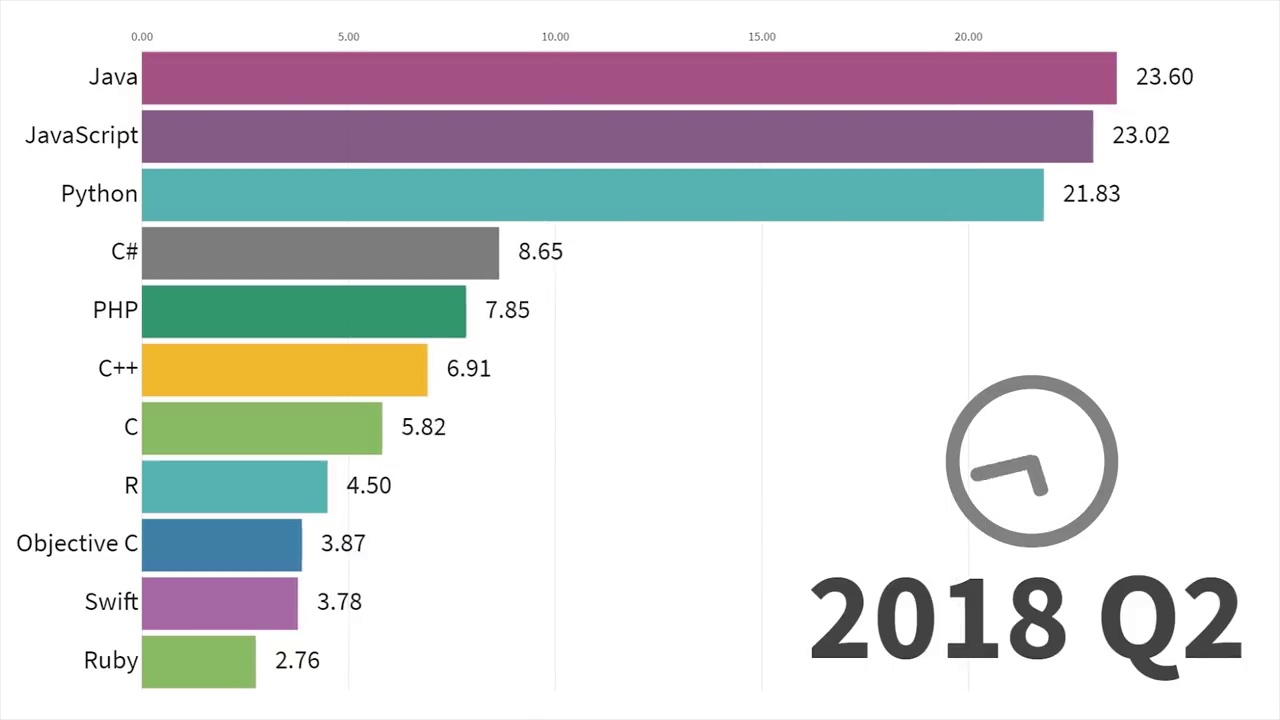 0.00 5.00 10.00 15.00 20.00
Java 23.60
JavaScript 23.02
Python 21.83
C# 8.65
PHP 7.85
C++ 6.91
C 5.82
R 4.50
Objective C 3.87
Swift 3.78
Ruby 2.76
2018 Q2